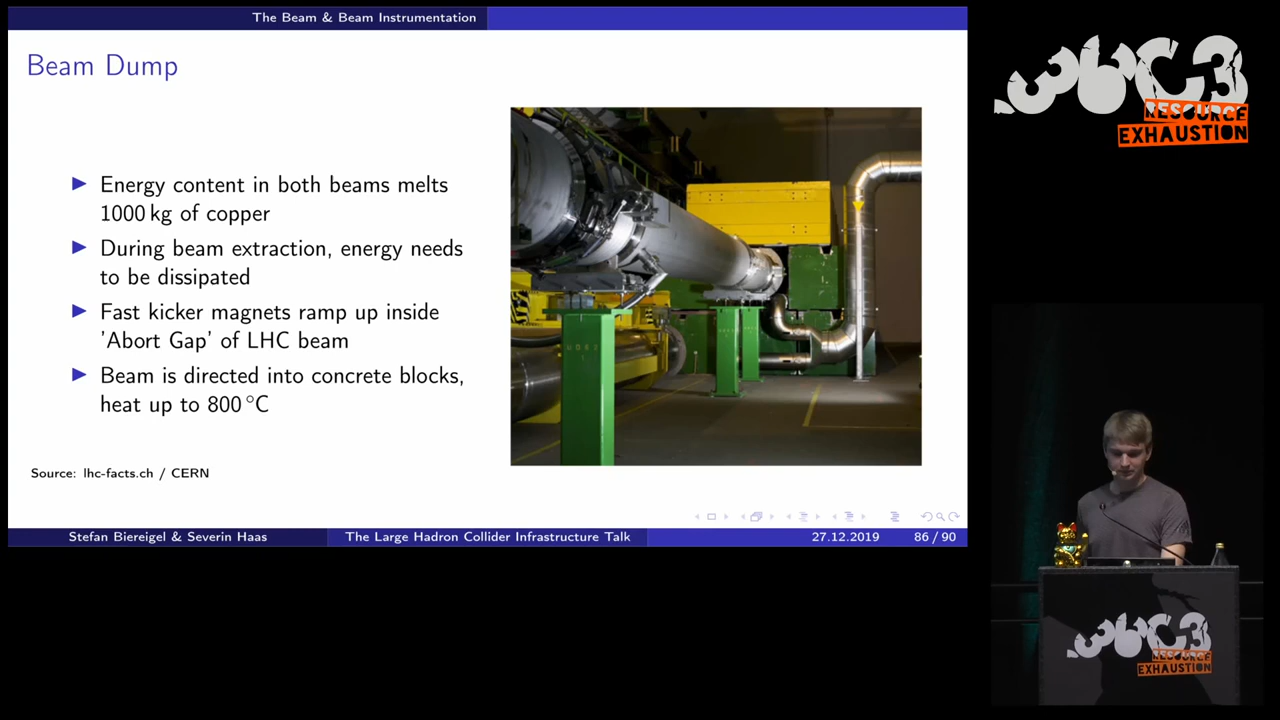 The Beam & Beam Instrumentation
Beam Dump
Energy content in both beams melts
1000 kg of copper
During beam extraction, energy needs
to be dissipated
Fast kicker magnets ramp up inside
'Abort Gap' of LHC beam
Beam is directed into concrete blocks,
heat up to 800 °C
Source: lhc-facts.ch / CERN
Stefan Biereigel & Severin Haas
The Large Hadron Collider Infrastructure Talk
27.12.2019
86 / 90
36C3
RESOURCE
EXHAUSTION
36C3
RESOURCE
EXHAUSTION